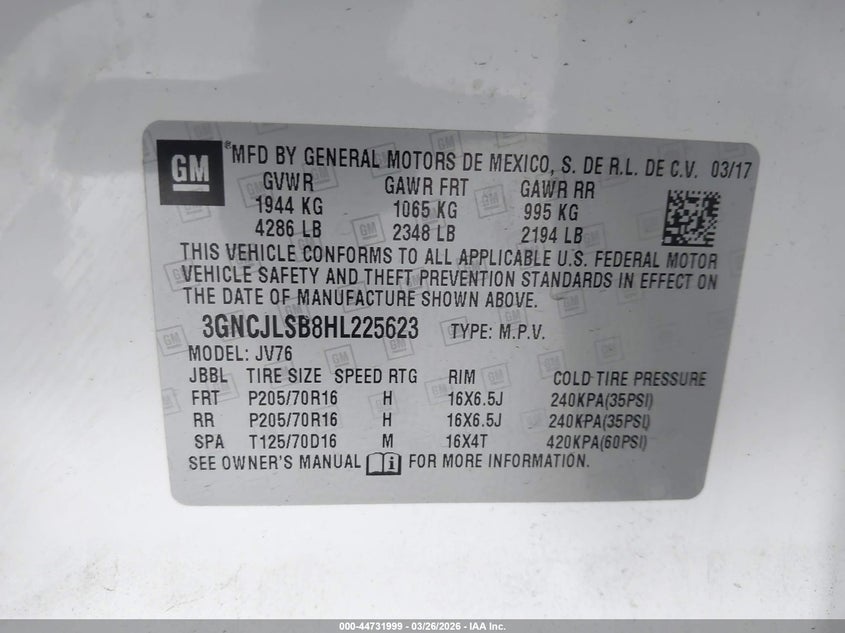 GM
*MFD BY GENERAL MOTORS DE MEXICO, S. DE R.L. DE C.V. 03/17
GVWR GAWR FRT GAWR RR
1944 KG 1065 KG 995 KG
4286 LB 2348 LB 2194 LB
THIS VEHICLE CONFORMS TO ALL APPLICABLE U.S. FEDERAL MOTOR
VEHICLE SAFETY AND THEFT PREVENTION STANDARDS IN EFFECT ON
THE DATE OF MANUFACTURE SHOWN ABOVE.
3GNCJLSB8HL225623 TYPE: M.P.V.
MODEL: JV76
JBBL TIRE SIZE SPEED RTG RIM COLD TIRE PRESSURE
FRT P205/70R16 H 16X6.5J 240KPA(35PSI)
RR P205/70R16 H 16X6.5J 240KPA(35PSI)
SPA T125/70D16 M 16X4T 420KPA(60PSI)
SEE OWNER'S MANUAL i FOR MORE INFORMATION.
000-44731999 — 03/26/2026 — IAA Inc.